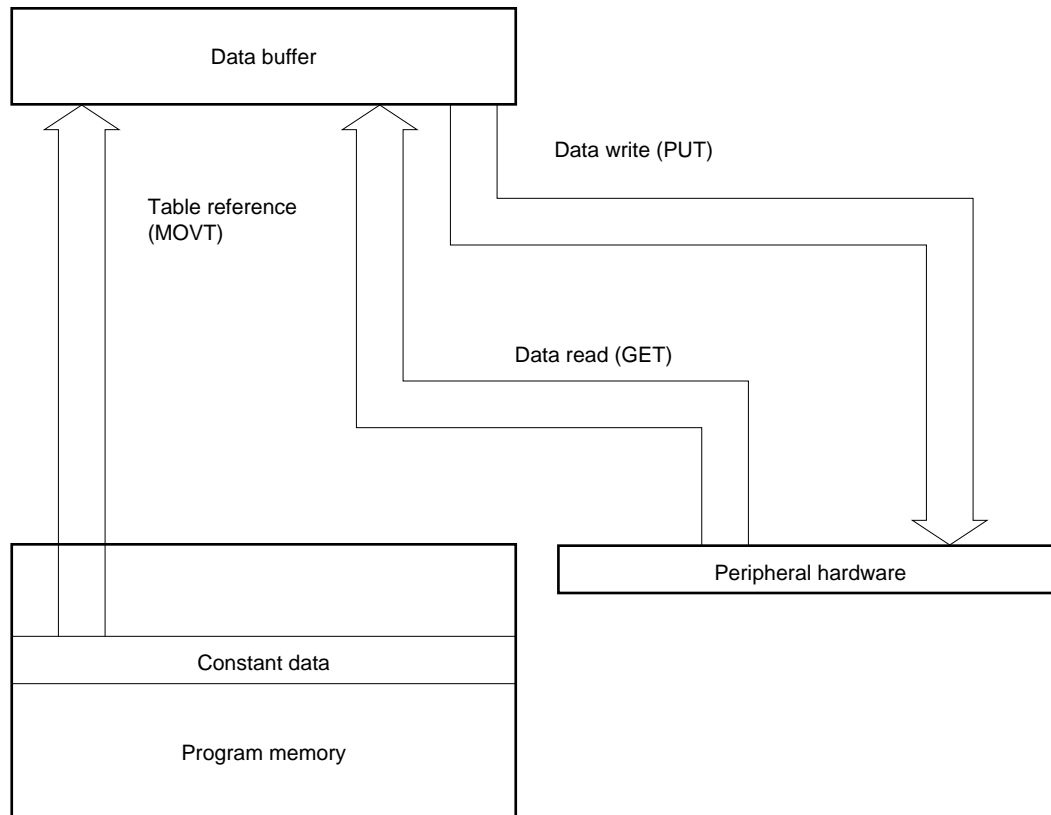 Data buffer
Data write (PUT)
Table reference
(MOVT)
Data read (GET)
Peripheral hardware
Constant data
Program memory